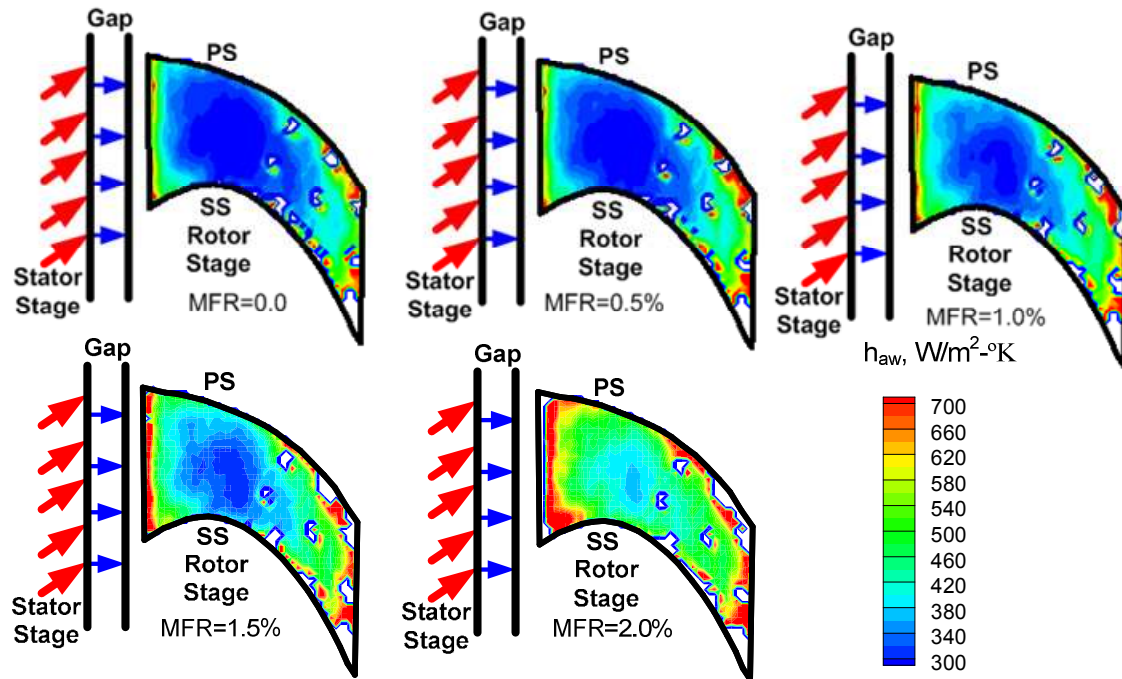 Gap
PS
SS
Rotor
Stage
Stator
Stage
MFR=0.0
Gap
PS
SS
Rotor
Stage
Stator
Stage
MFR=0.5%
Gap
PS
SS
Rotor
Stage
Stator
Stage
MFR=1.0%
Gap
PS
SS
Rotor
Stage
Stator
Stage
MFR=1.5%
Gap
PS
SS
Rotor
Stage
Stator
Stage
MFR=2.0%
haw, W/m²-ºK
700
660
620
580
540
500
460
420
380
340
300